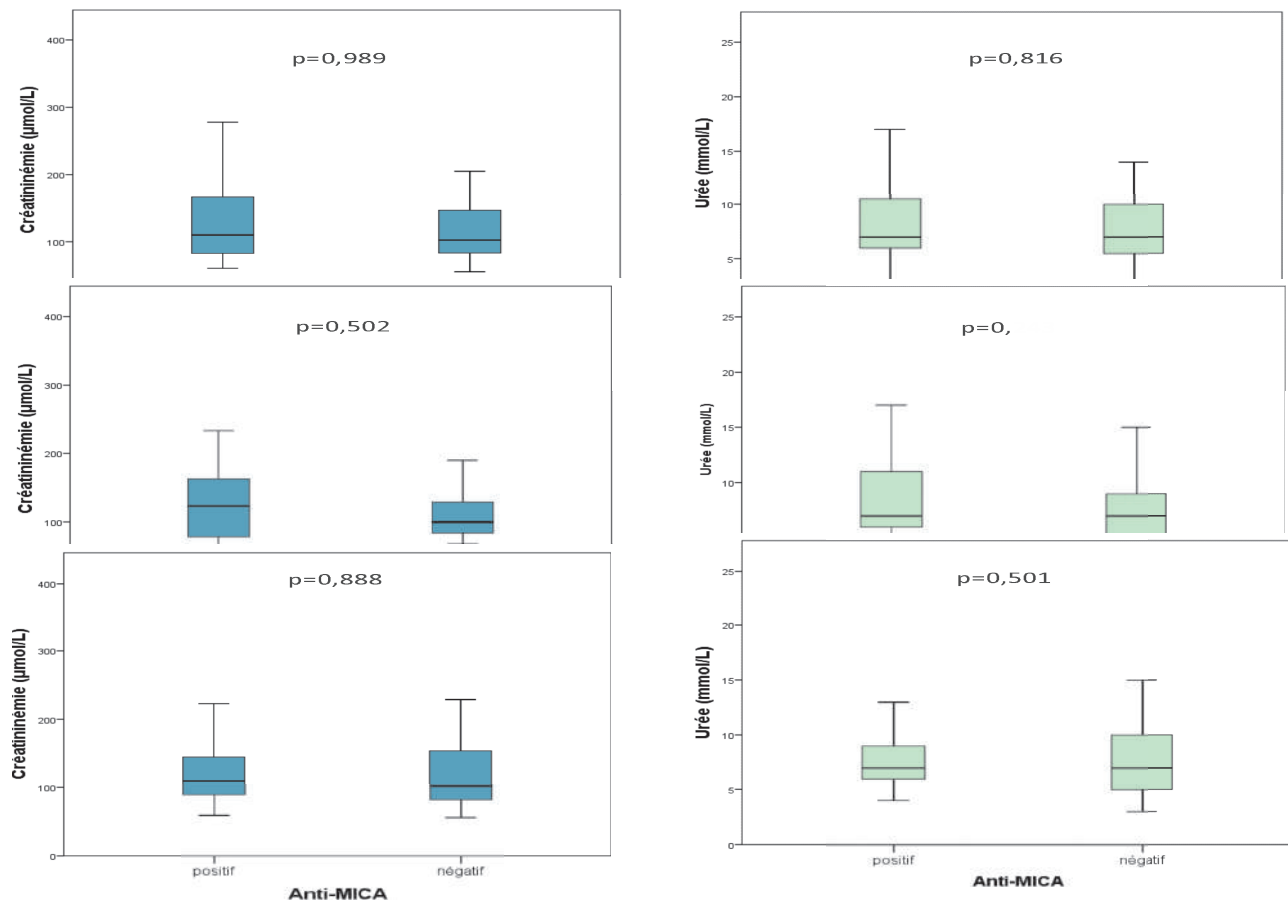 p=0,989
Créatininémie (µmol/L)
400
300
200
100
p=0,816
Urée (mmol/L)
25
20
15
10
5
p=0,502
Créatininémie (µmol/L)
400
300
200
100
p=0,
Urée (mmol/L)
25
20
15
10
p=0,888
Créatininémie (µmol/L)
400
300
200
100
0
positif
négatif
Anti-MICA
p=0,501
Urée (mmol/L)
25
20
15
10
5
0
positif
négatif
Anti-MICA